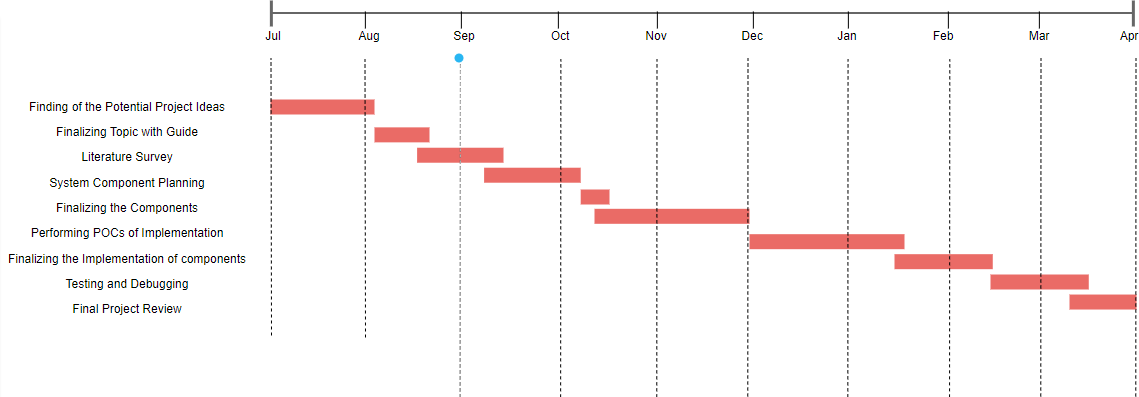 Jul Aug Sep Oct Nov Dec Jan Feb Mar Apr
Finding of the Potential Project Ideas
Finalizing Topic with Guide
Literature Survey
System Component Planning
Finalizing the Components
Performing POCs of Implementation
Finalizing the Implementation of components
Testing and Debugging
Final Project Review